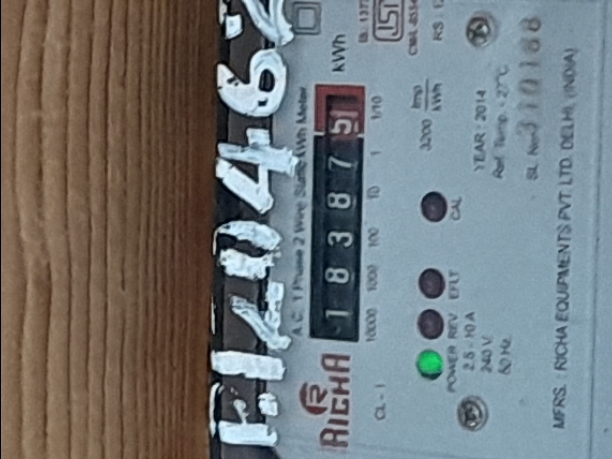 A.C. 1 Phase 2 Wire Static kWh Meter
RICHA
1 8 3 8 7 5
kWh
10000 1000 100 10 1 1/10
CL - 1
3200 imp/kWh
POWER REV EFLT CAL
2.5 - 10 A
240 V.
50 Hz.
YEAR : 2014
Ref. Temp. - 27°C
SL No. 310188
MFRS. RICHA EQUIPMENTS PVT. LTD. DELHI, (INDIA)